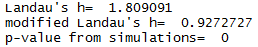 Landau's h=  1.809091
modified Landau's h=  0.9272727
p-value from simulations=  0